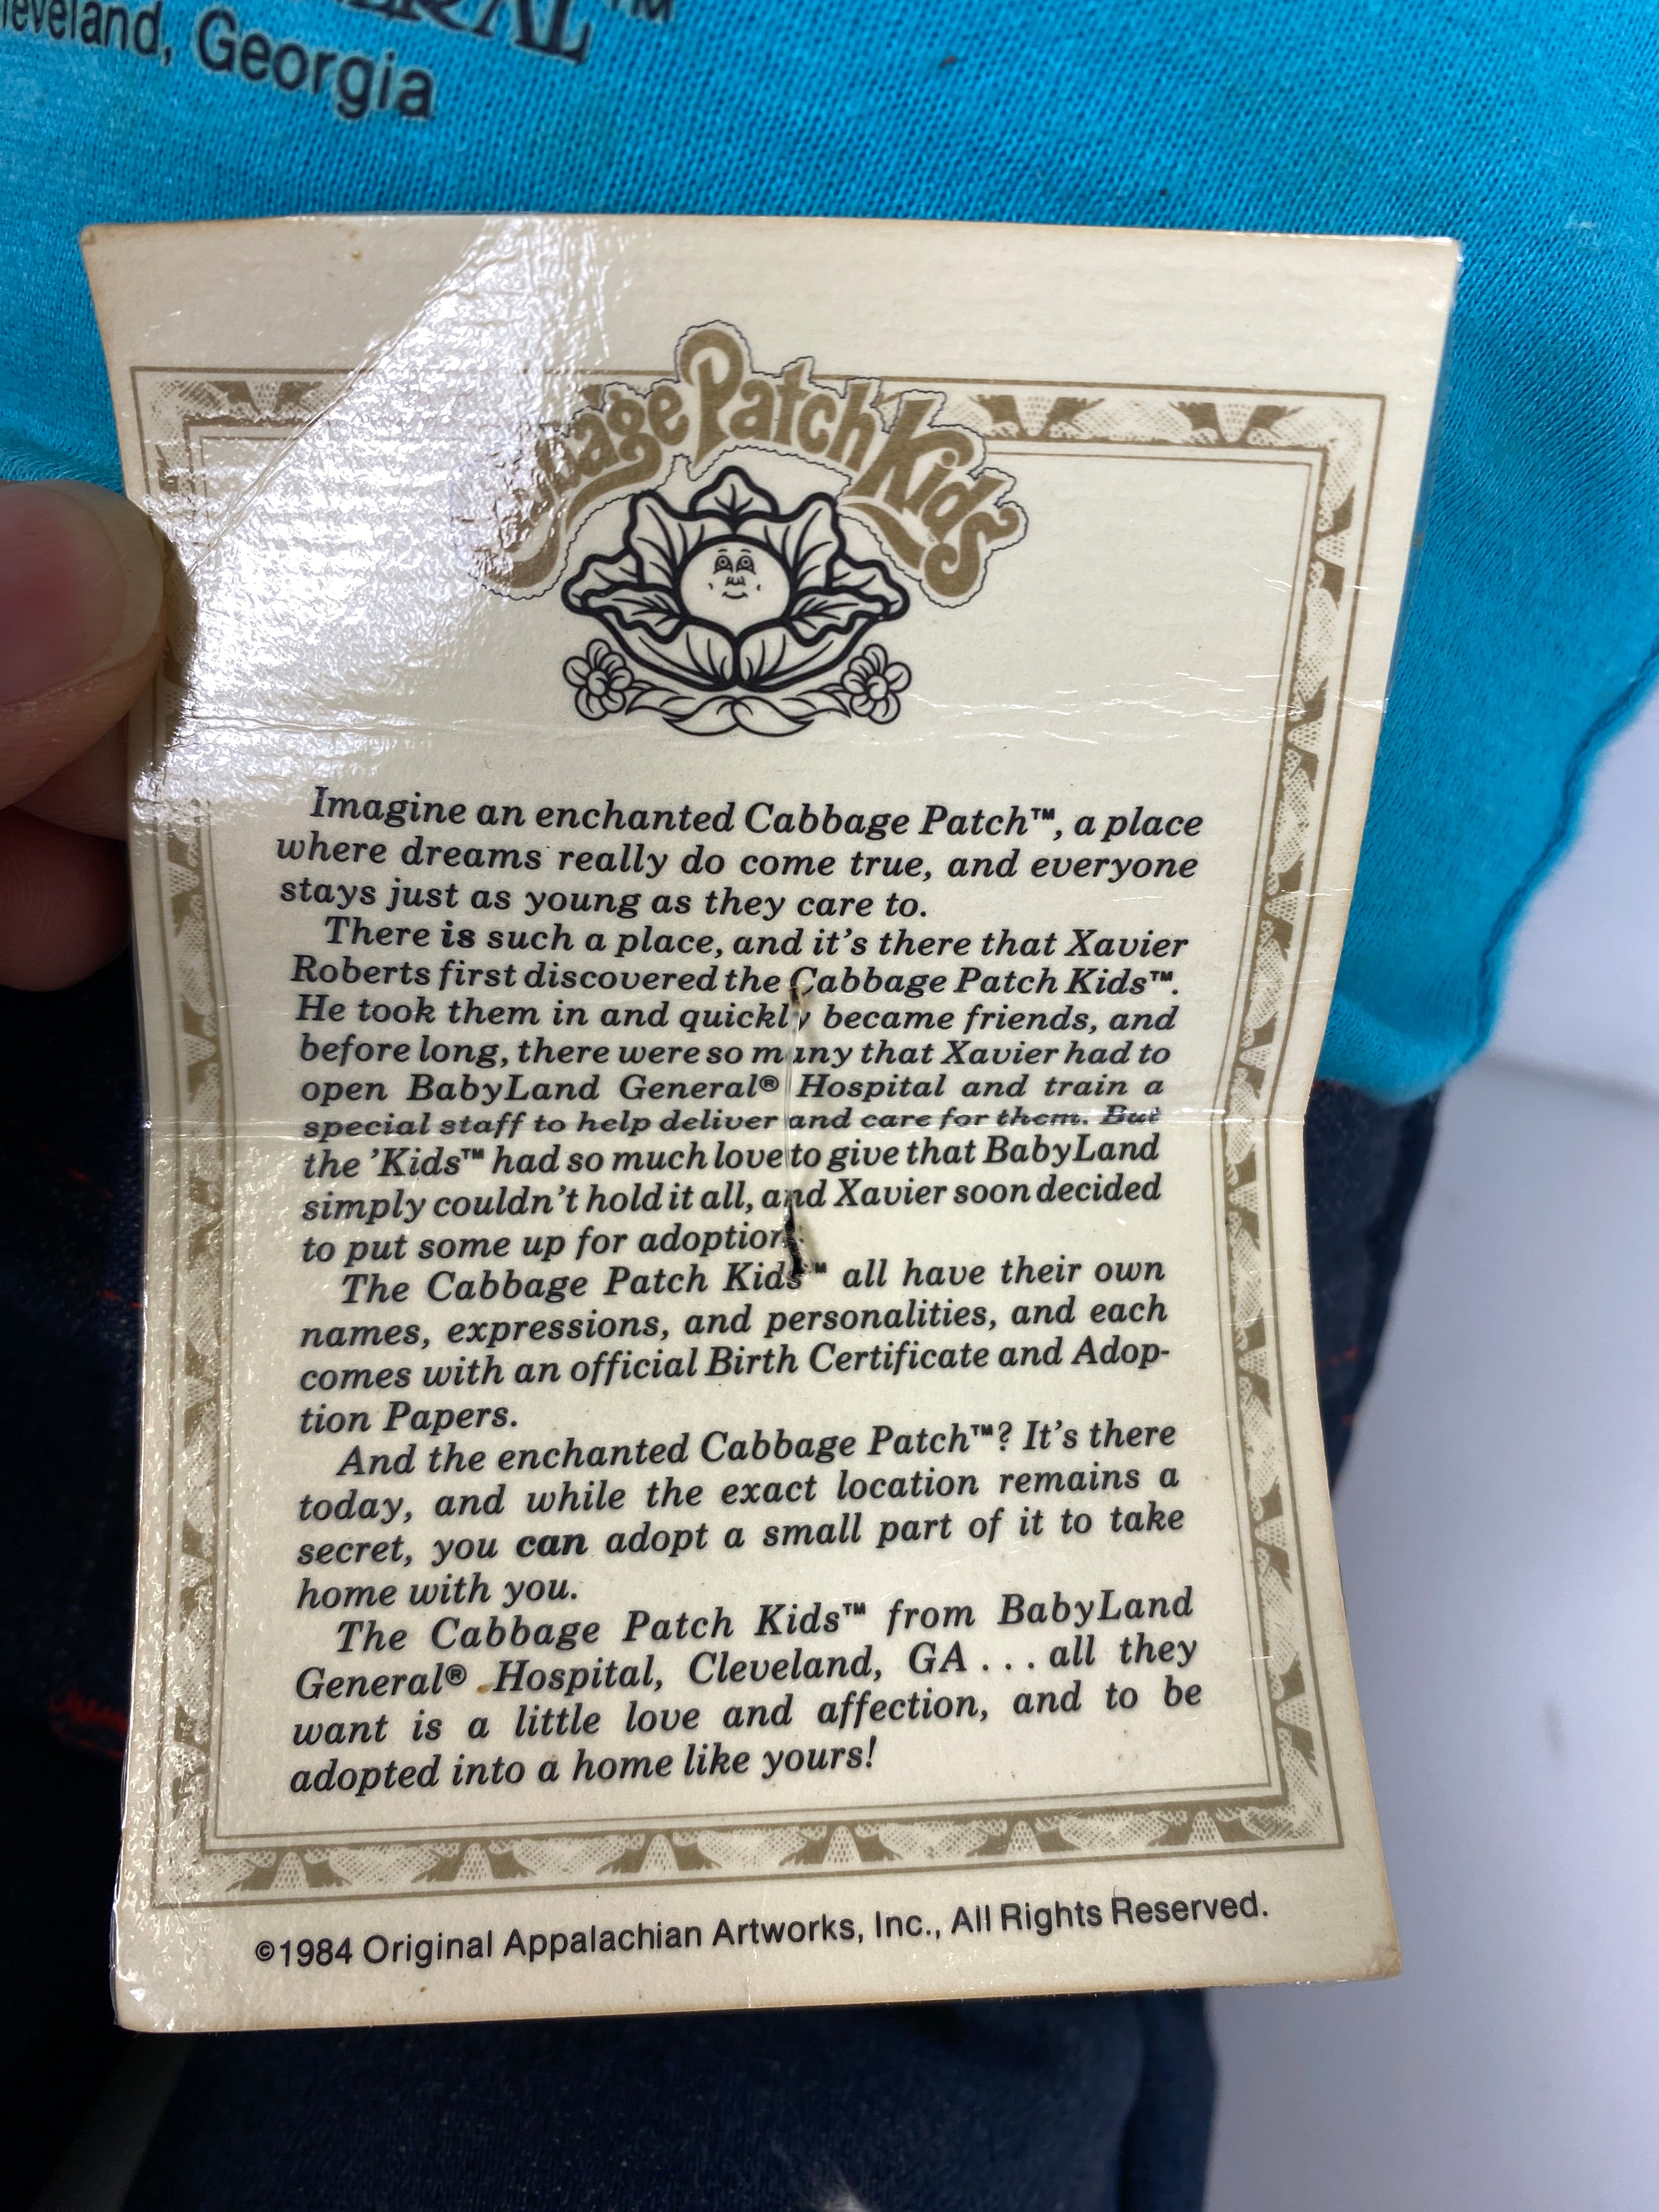 Georgia
Patch Kids
Imagine an enchanted Cabbage Patch™, a place
where dreams really do come true, and everyone
stays just as young as they care to.
There is such a place, and it's there that Xavier
Roberts first discovered the Cabbage Patch Kids™.
He took them in and quickly became friends, and
before long, there were so many that Xavier had to
open BabyLand General® Hospital and train a
special staff to help deliver and care for them. But
the 'Kids™ had so much love to give that BabyLand
simply couldn't hold it all, and Xavier soon decided
to put some up for adoption.
The Cabbage Patch Kids™ all have their own
names, expressions, and personalities, and each
comes with an official Birth Certificate and Adop-
tion Papers.
And the enchanted Cabbage Patch™? It's there
today, and while the exact location remains a
secret, you can adopt a small part of it to take
home with you.
The Cabbage Patch Kids™ from BabyLand
General® Hospital, Cleveland, GA . . . all they
want is a little love and affection, and to be
adopted into a home like yours!
©1984 Original Appalachian Artworks, Inc., All Rights Reserved.